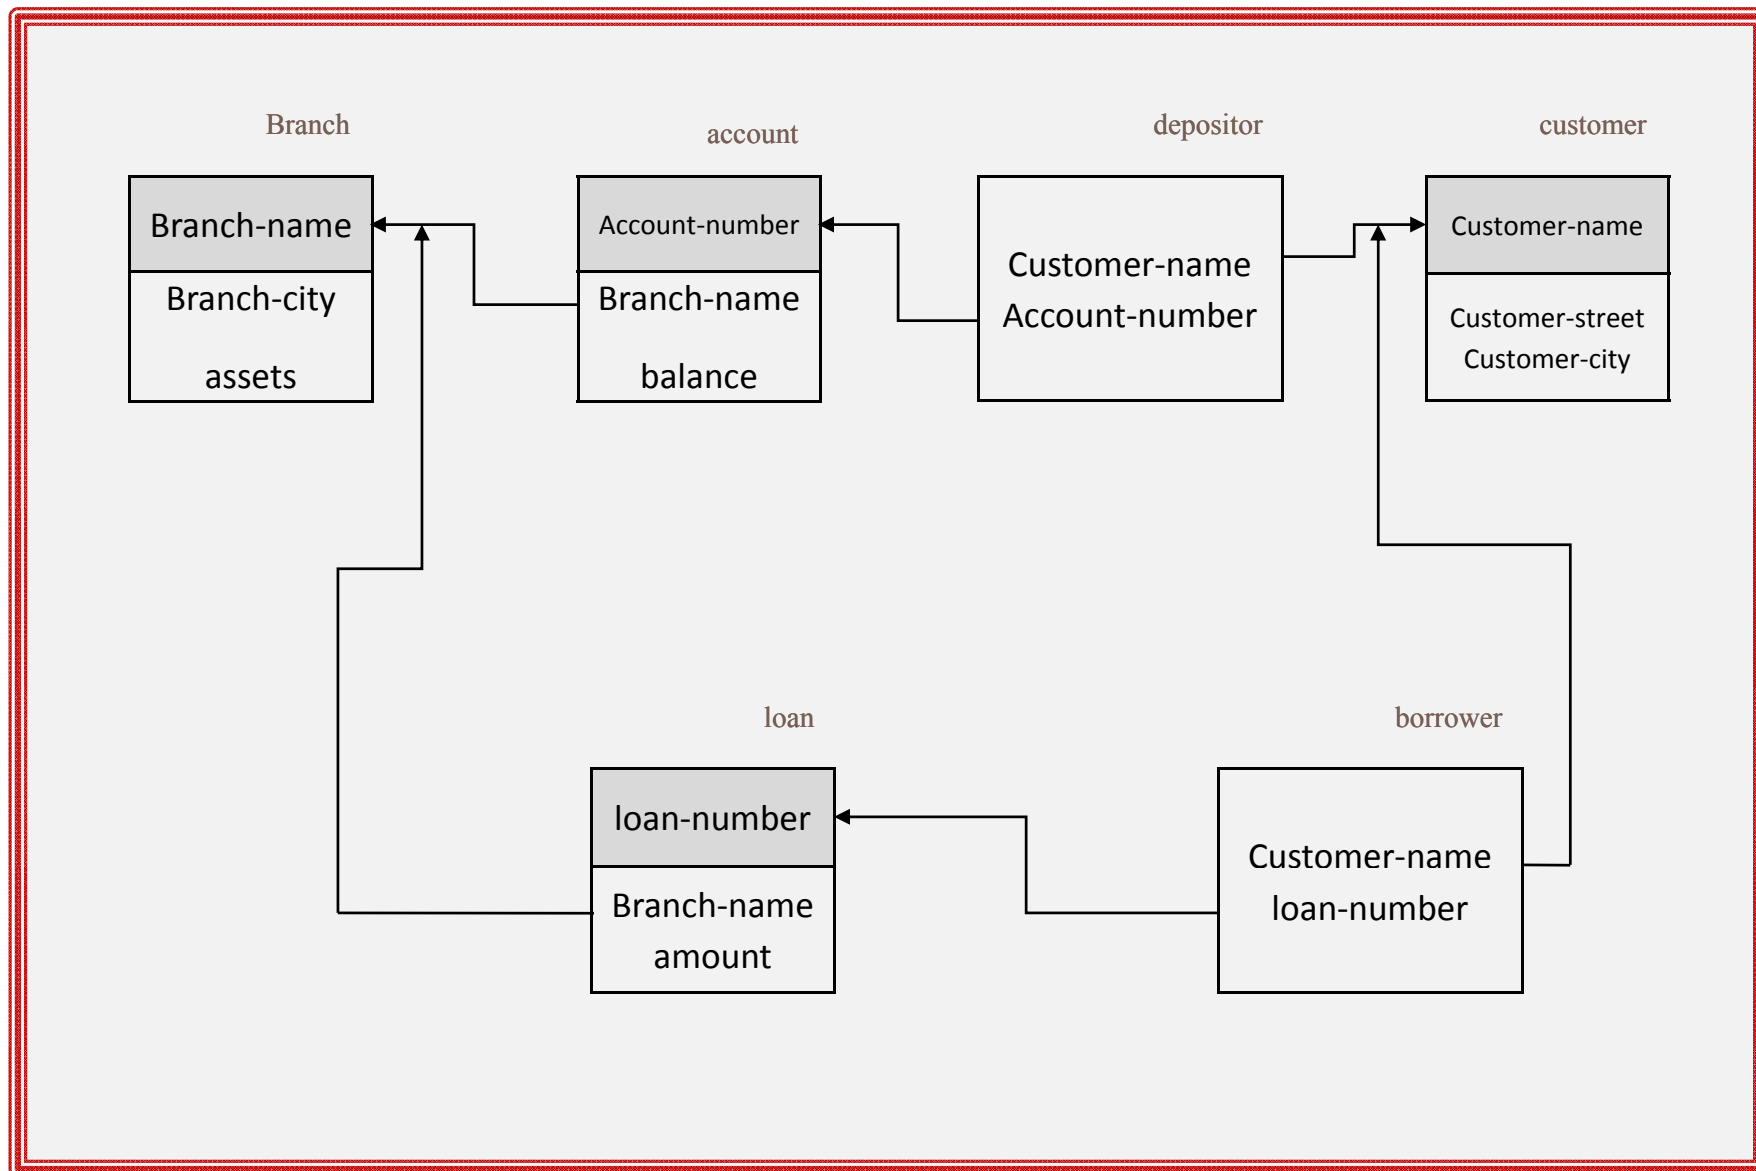 Branch
account
depositor
customer
Branch-name
Branch-city
assets
Account-number
Branch-name
balance
Customer-name
Account-number
Customer-name
Customer-street
Customer-city
loan
borrower
loan-number
Branch-name
amount
Customer-name
loan-number